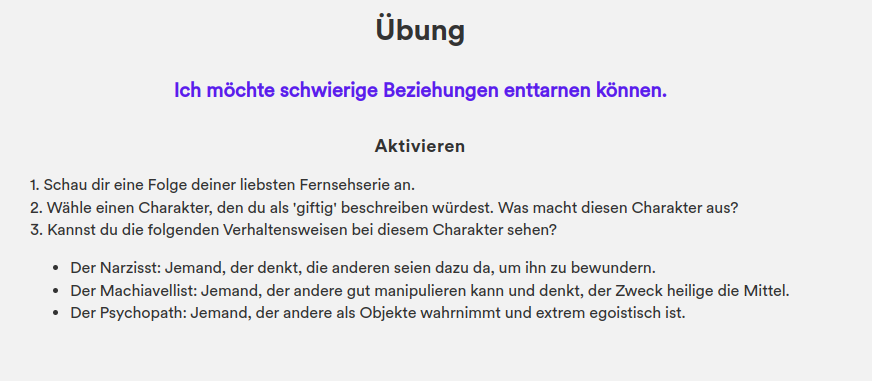 Übung
Ich möchte schwierige Beziehungen enttarnen können.
Aktivieren
1. Schau dir eine Folge deiner liebsten Fernsehserie an.
2. Wähle einen Charakter, den du als 'giftig' beschreiben würdest. Was macht diesen Charakter aus?
3. Kannst du die folgenden Verhaltensweisen bei diesem Charakter sehen?
• Der Narzisst: Jemand, der denkt, die anderen seien dazu da, um ihn zu bewundern.
• Der Machiavellist: Jemand, der andere gut manipulieren kann und denkt, der Zweck heilige die Mittel.
• Der Psychopath: Jemand, der andere als Objekte wahrnimmt und extrem egoistisch ist.